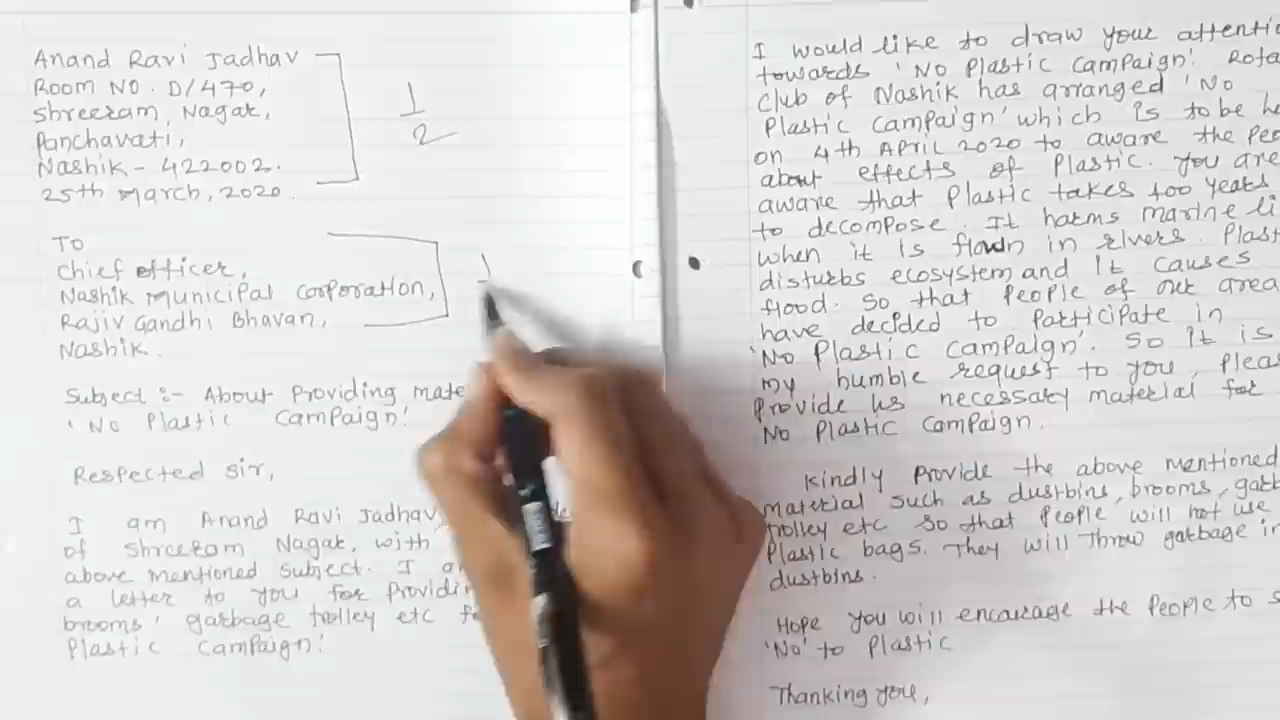 Anand Ravi Jadhav
Room NO. D/470,
shreeram Nagar,
Panchavati,
Nashik - 422002.
25th March, 2020.
1
2
To
Chief officer,
Nashik Municipal Corporation,
Rajiv Gandhi Bhavan,
Nashik.
Subject :- About Providing
'No Plastic Campaign!
Respected sir,
I am Anand Ravi Jadhav,
of Shreeram Nagar, with
above mentioned subject. I
a letter to you for
brooms, garbage trolley etc
Plastic Campaign!
I would like to draw your
towards 'No Plastic Campaign!
Club of Nashik has arranged 'No
Plastic Campaign' which is to be
on 4th APRIL 2020 to aware the
about effects of Plastic. You are
aware that Plastic takes 400 years
to decompose. It harms marine
when it is flown in rivers.
disturbs ecosystem and it causes
flood. So that People of our area
have decided to Participate in
'No Plastic Campaign'. So it is
my humble request to you,
Provide us necessary material for
No Plastic Campaign.
Kindly Provide the above mentioned
material such as dustbins, brooms,
trolley etc so that People will not use
Plastic bags. They will Throw garbage in
dustbins.
Hope you will encourage the People to
'No' to Plastic
Thanking you,